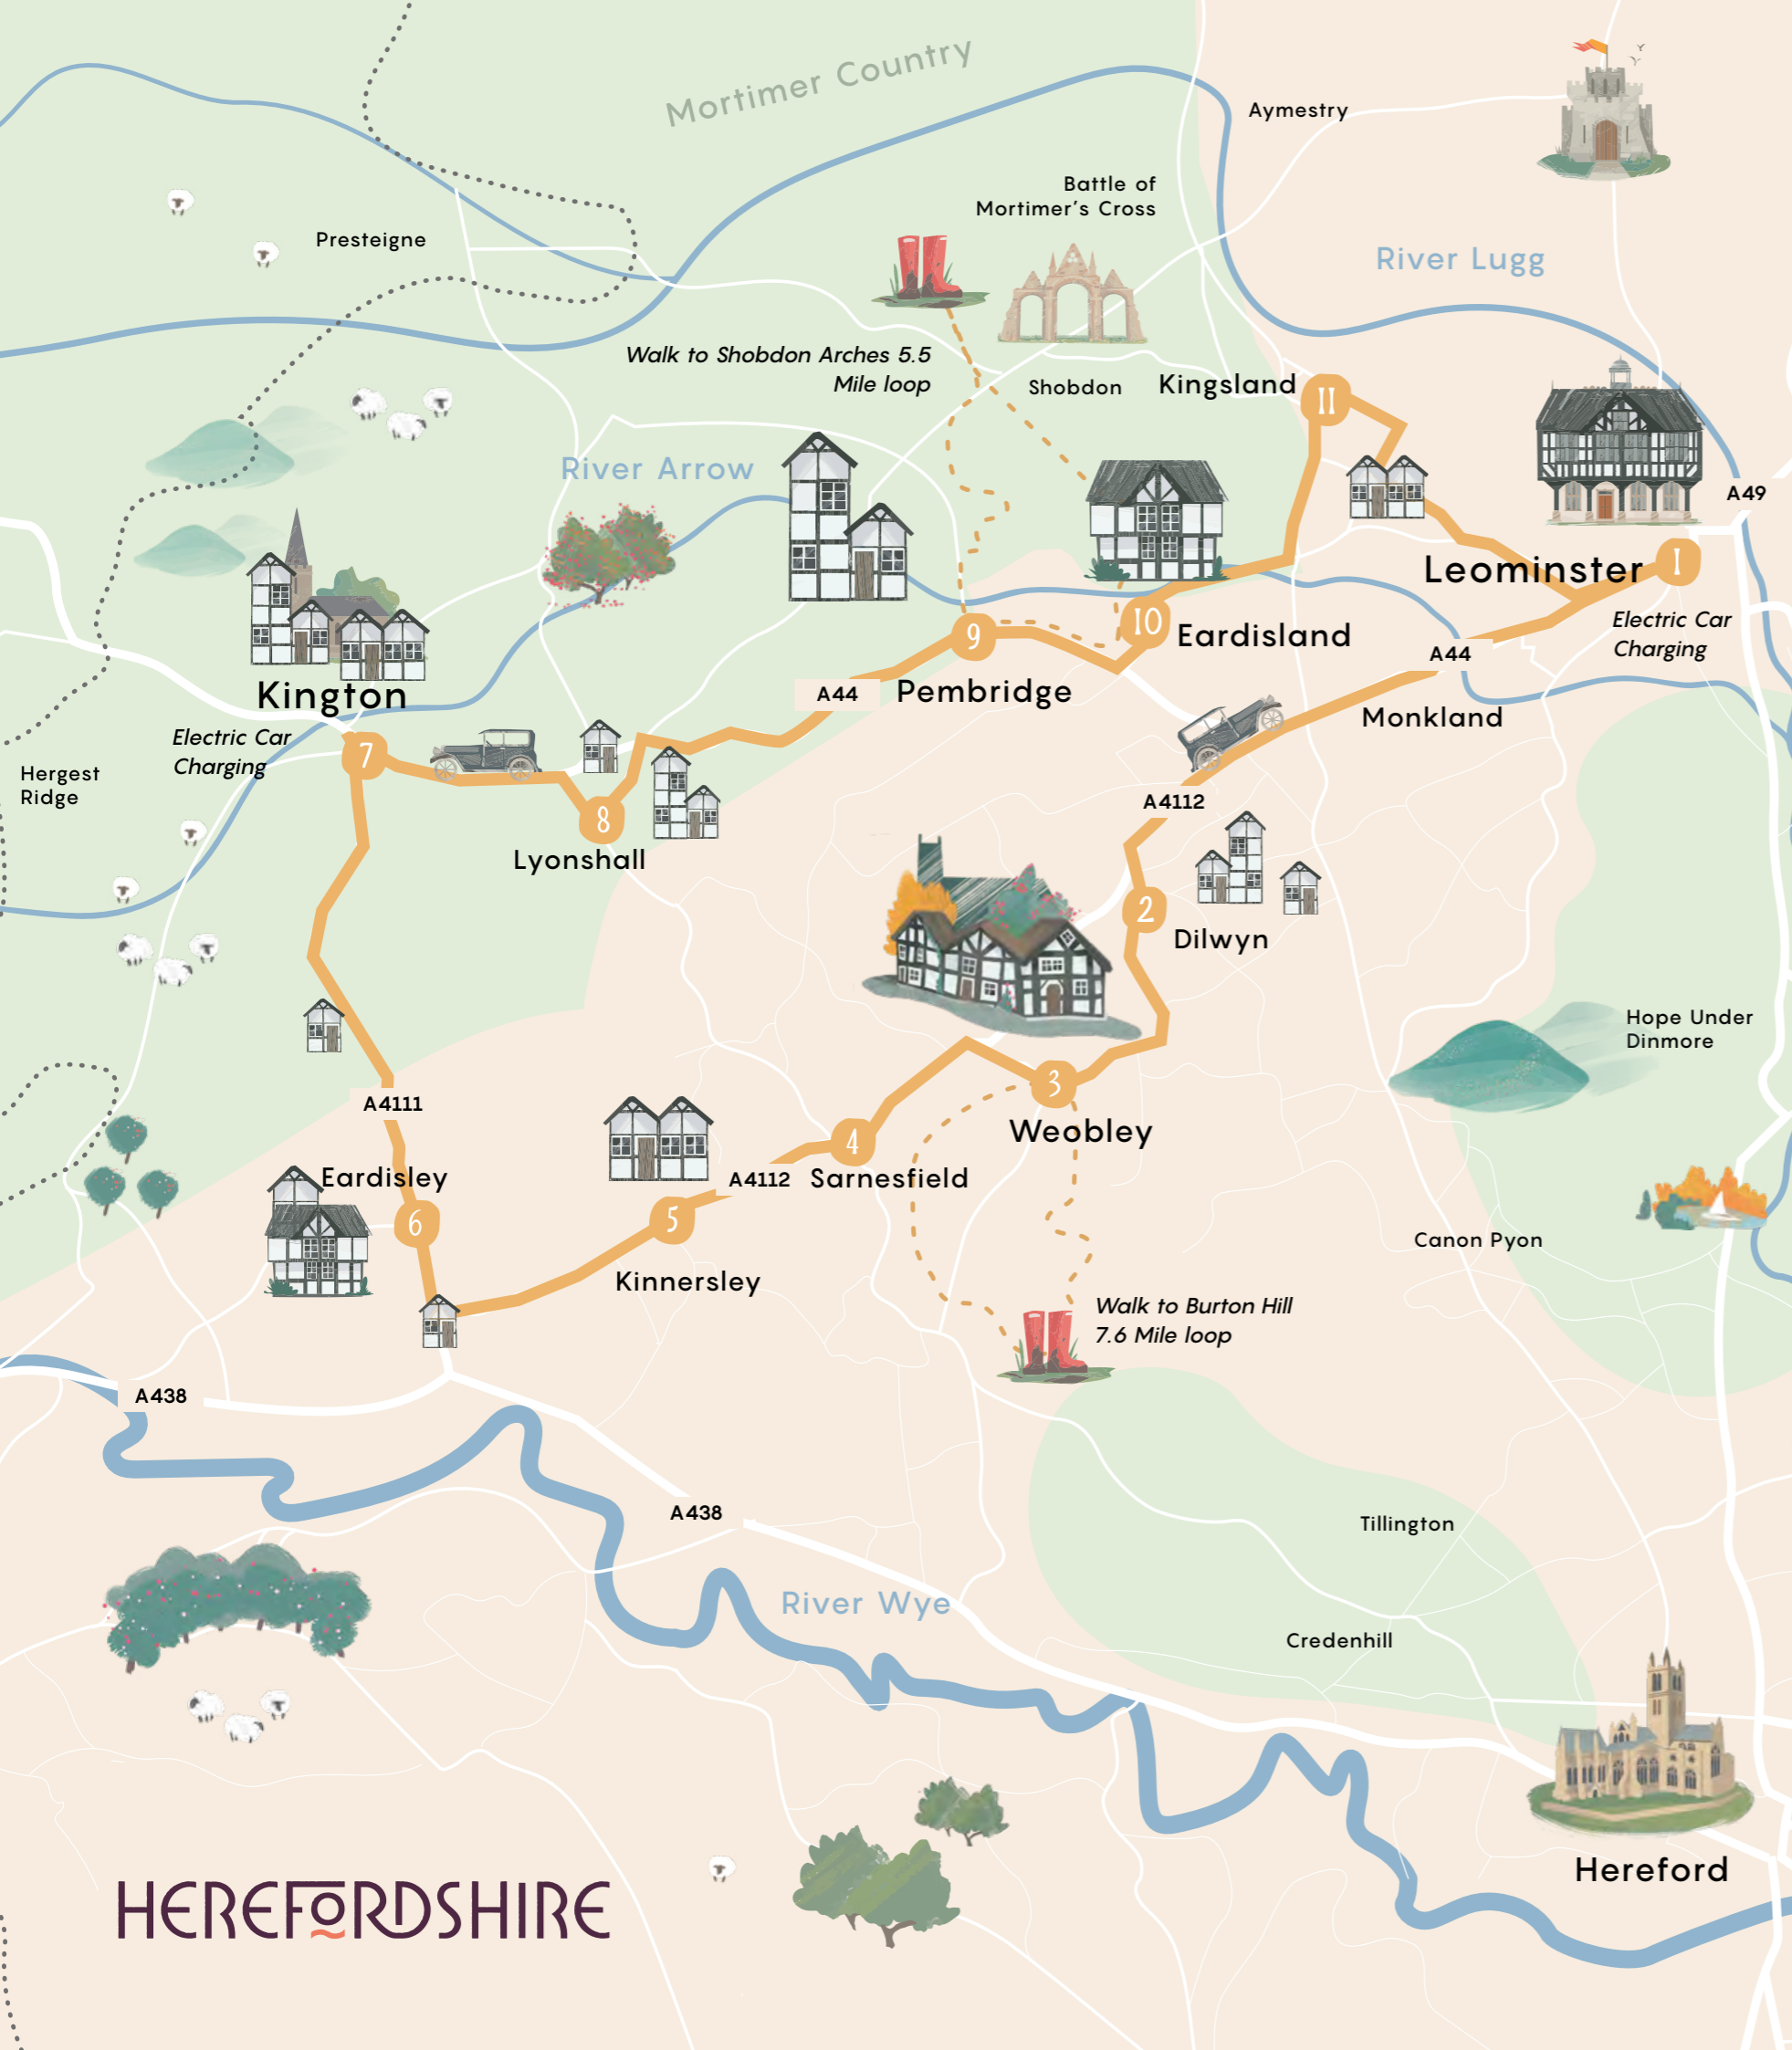 Mortimer Country
Aymestry
Battle of
Mortimer's Cross
Presteigne
River Lugg
Walk to Shobdon Arches 5.5
Mile loop
Shobdon
Kingsland
11
River Arrow
A49
Leominster
1
Electric Car
Charging
9
10
Eardisland
A44
Kington
A44
Pembridge
Monkland
Electric Car
Charging
7
Hergest
Ridge
8
A4112
Lyonshall
2
Dilwyn
Hope Under
Dinmore
3
A4111
Weobley
4
Eardisley
A4112
Sarnesfield
6
5
Canon Pyon
Kinnersley
Walk to Burton Hill
7.6 Mile loop
A438
A438
Tillington
River Wye
Credenhill
Hereford
HEREFORDSHIRE